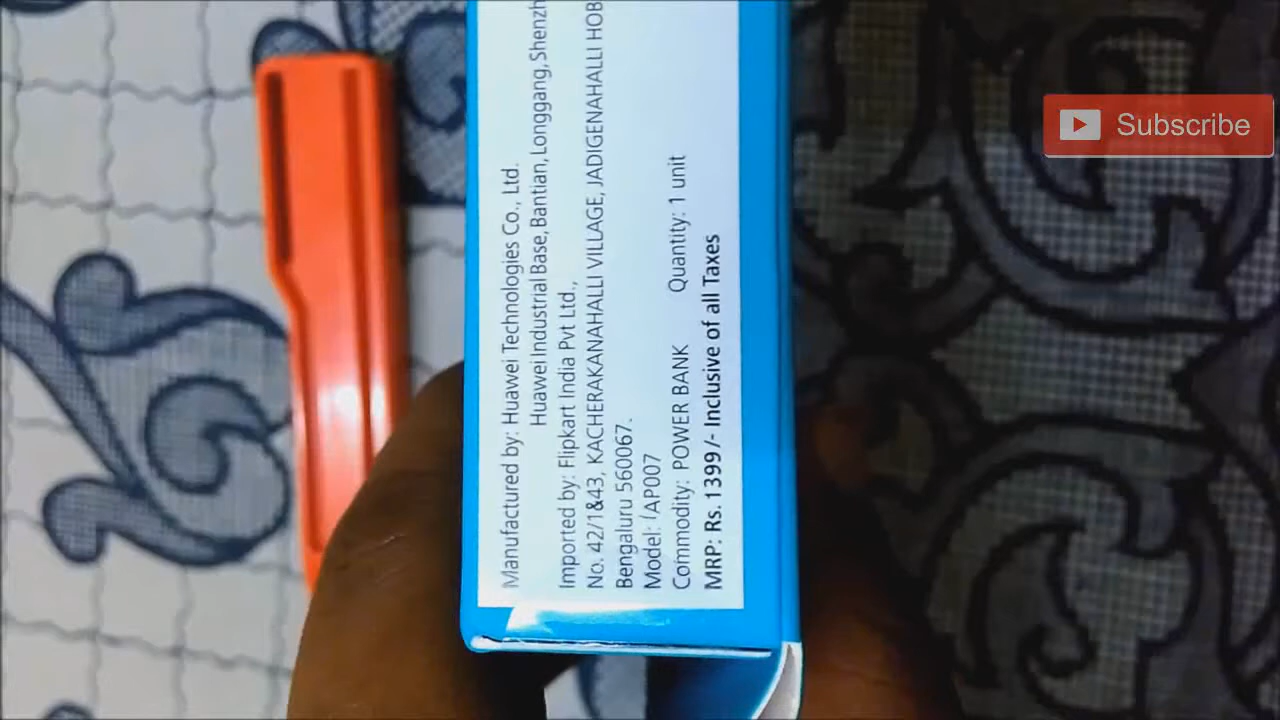 Manufactured by: Huawei Technologies Co., Ltd.
Huawei Industrial Base, Bantian, Longgang,
Imported by: Flipkart India Pvt Ltd.,
No. 42/1&43, KACHERAKANAHALLI VILLAGE, JADIGENAHALLI
Bengaluru 560067.
Model: AP007
Commodity: POWER BANK Quantity: 1 unit
MRP: Rs. 1399/- Inclusive of all Taxes
Subscribe